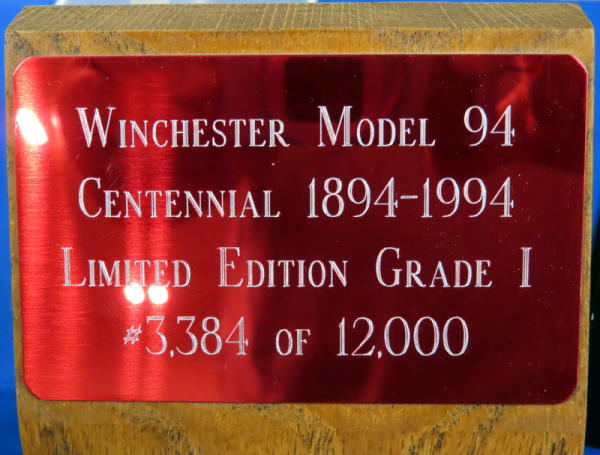 Winchester Model 94
Centennial 1894-1994
Limited Edition Grade I
#3,384 of 12,000